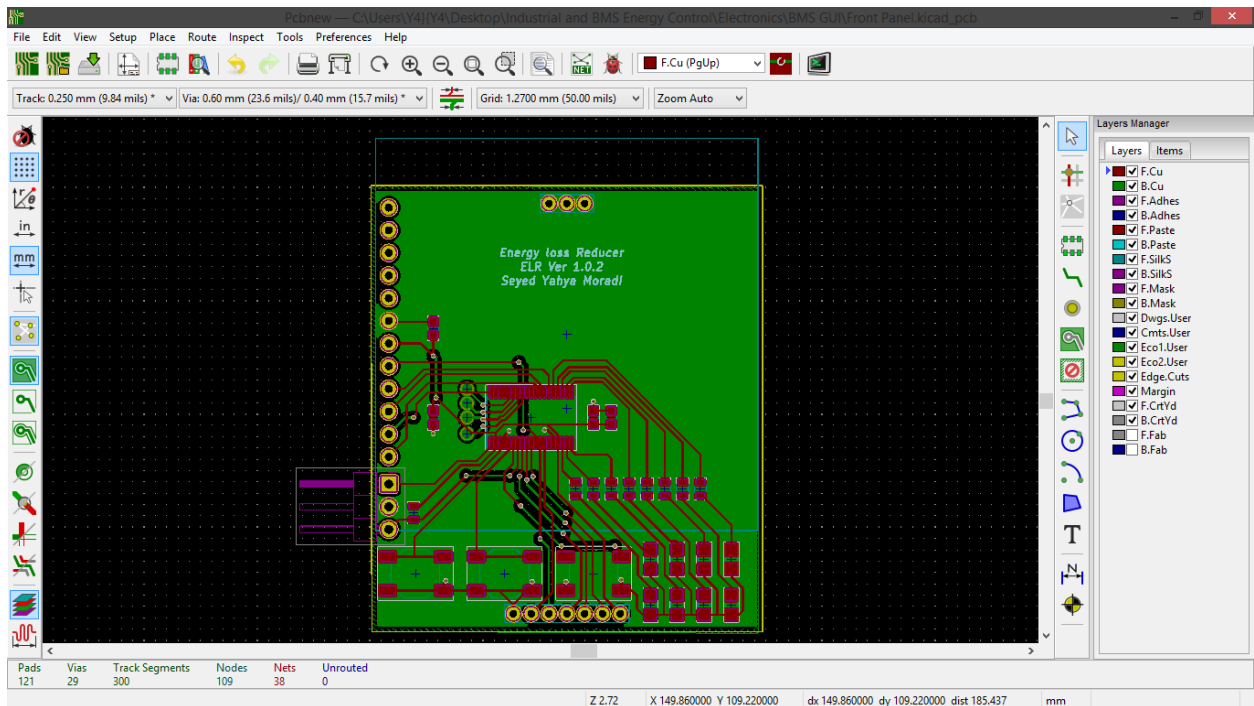 Pcbnew — C:\Users\Y4}{Y4\Desktop\Industrial and BMS Energy Control\Electronics\BMS GUI\Front Panel.kicad_pcb
File Edit View Setup Place Route Inspect Tools Preferences Help
NET
F.Cu (PgUp)
Track: 0.250 mm (9.84 mils) *
Via: 0.60 mm (23.6 mils)/ 0.40 mm (15.7 mils) *
Grid: 1.2700 mm (50.00 mils)
Zoom Auto
in
mm
Energy loss Reducer
ELR Ver 1.0.2
Seyed Yahya Moradi
T
N
Layers Manager
Layers Items
F.Cu
B.Cu
F.Adhes
B.Adhes
F.Paste
B.Paste
F.SilkS
B.SilkS
F.Mask
B.Mask
Dwgs.User
Cmts.User
Eco1.User
Eco2.User
Edge.Cuts
Margin
F.CrtYd
B.CrtYd
F.Fab
B.Fab
Pads Vias Track Segments Nodes Nets Unrouted
121 29 300 109 38 0
Z 2.72 X 149.860000 Y 109.220000 dx 149.860000 dy 109.220000 dist 185.437 mm